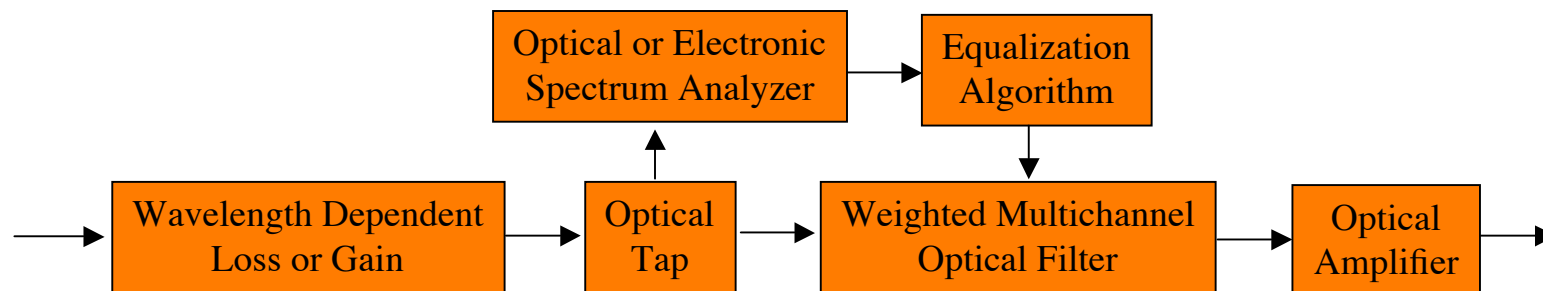 Optical or Electronic
Spectrum Analyzer
Equalization
Algorithm
Wavelength Dependent
Loss or Gain
Optical
Tap
Weighted Multichannel
Optical Filter
Optical
Amplifier